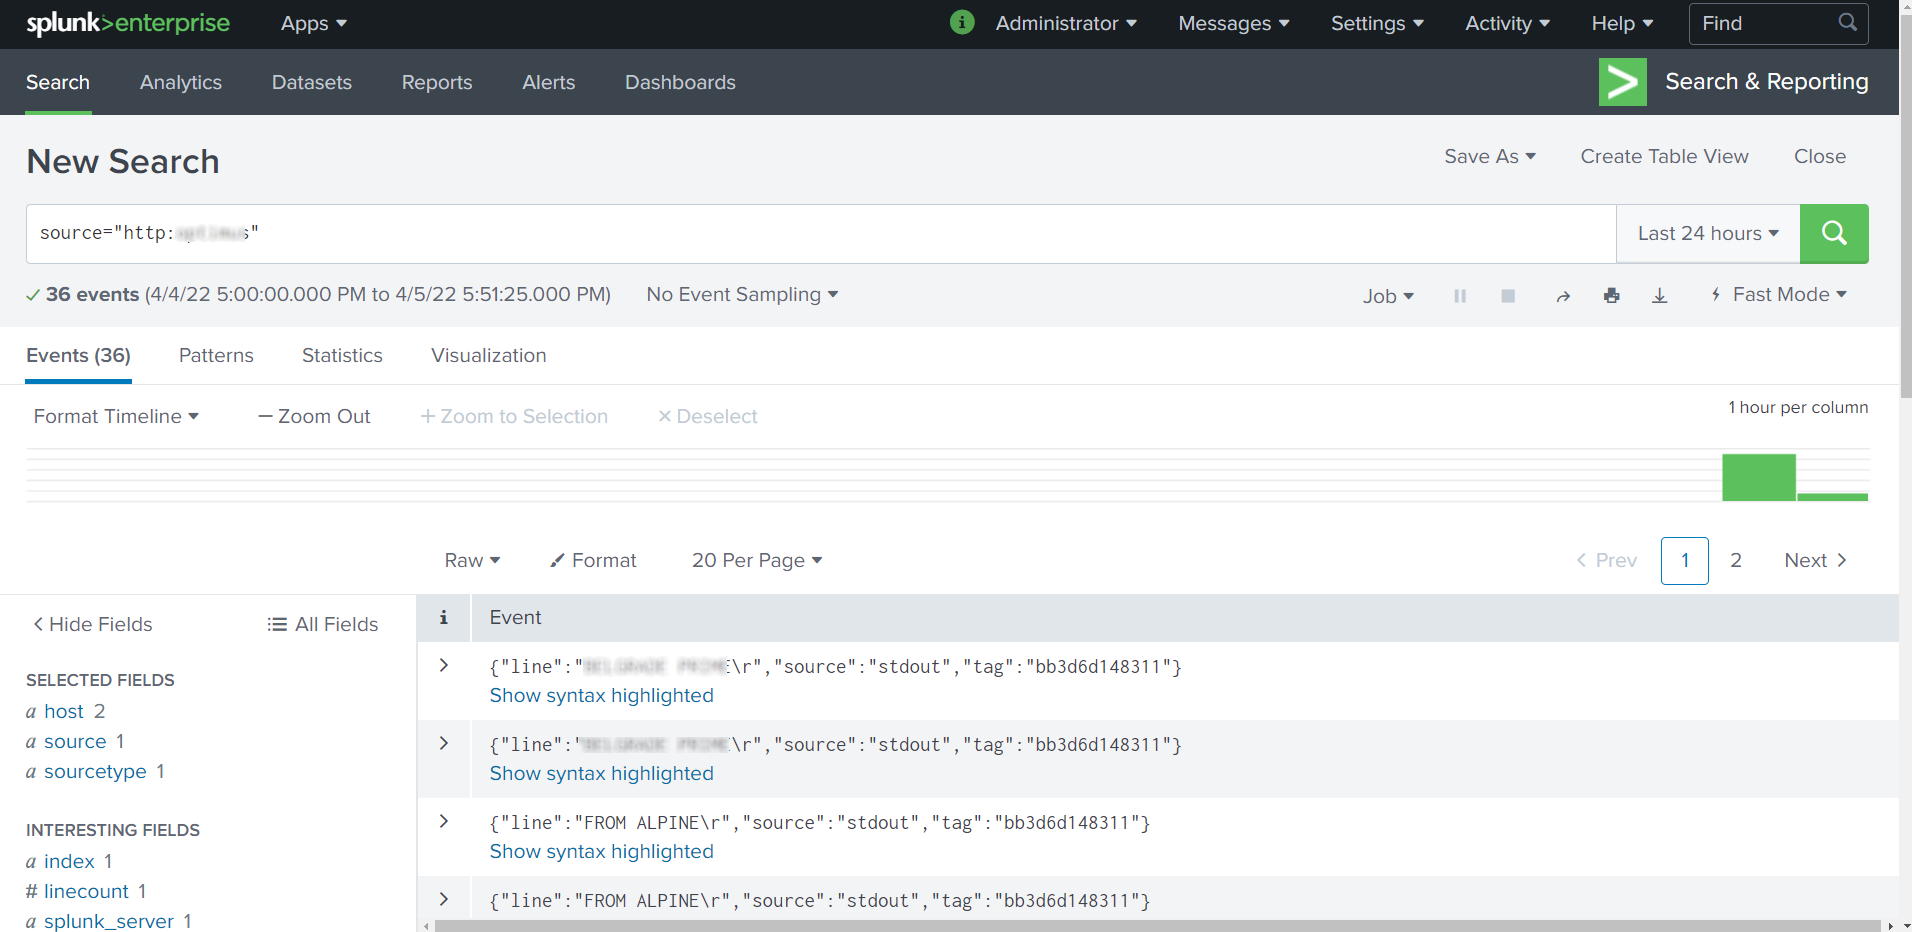 splunk>enterprise Apps Administrator Messages Settings Activity Help Find
Search Analytics Datasets Reports Alerts Dashboards Search & Reporting
New Search Save As Create Table View Close
source="http: s" Last 24 hours
36 events (4/4/22 5:00:00.000 PM to 4/5/22 5:51:25.000 PM) No Event Sampling Job Fast Mode
Events (36) Patterns Statistics Visualization
Format Timeline — Zoom Out + Zoom to Selection × Deselect 1 hour per column
Raw Format 20 Per Page < Prev 1 2 Next >
< Hide Fields All Fields i Event
SELECTED FIELDS
a host 2
a source 1
a sourcetype 1
INTERESTING FIELDS
a index 1
# linecount 1
a splunk_server 1
> {"line":" \r","source":"stdout","tag":"bb3d6d148311"}
Show syntax highlighted
> {"line":" \r","source":"stdout","tag":"bb3d6d148311"}
Show syntax highlighted
> {"line":"FROM ALPINE\r","source":"stdout","tag":"bb3d6d148311"}
Show syntax highlighted
> {"line":"FROM ALPINE\r","source":"stdout","tag":"bb3d6d148311"}